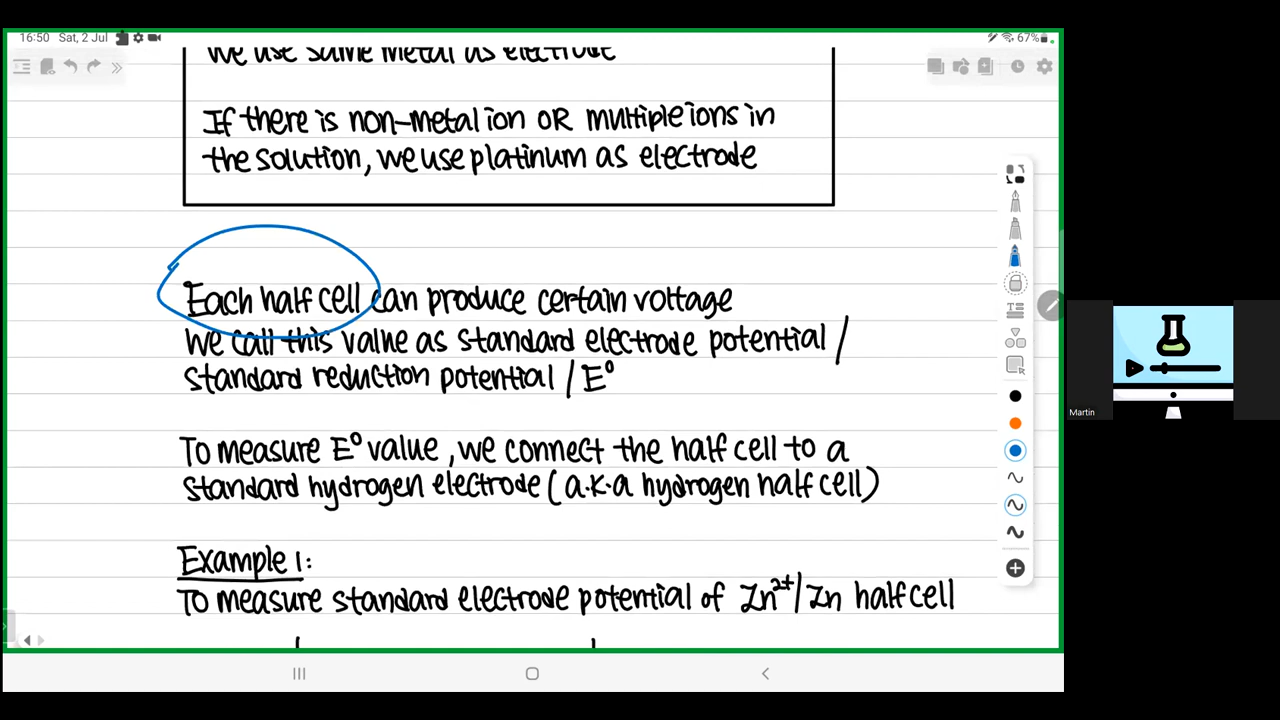 16:50 Sat, 2 Jul
67%
we use same metal as electrode
If there is non-metal ion OR multiple ions in
the solution, we use platinum as electrode
Each half cell can produce certain voltage
We call this value as standard electrode potential /
standard reduction potential / E°
To measure E° value, we connect the half cell to a
standard hydrogen electrode (a.k.a hydrogen half cell)
Example 1:
To measure standard electrode potential of Zn²⁺/Zn half cell
Martin